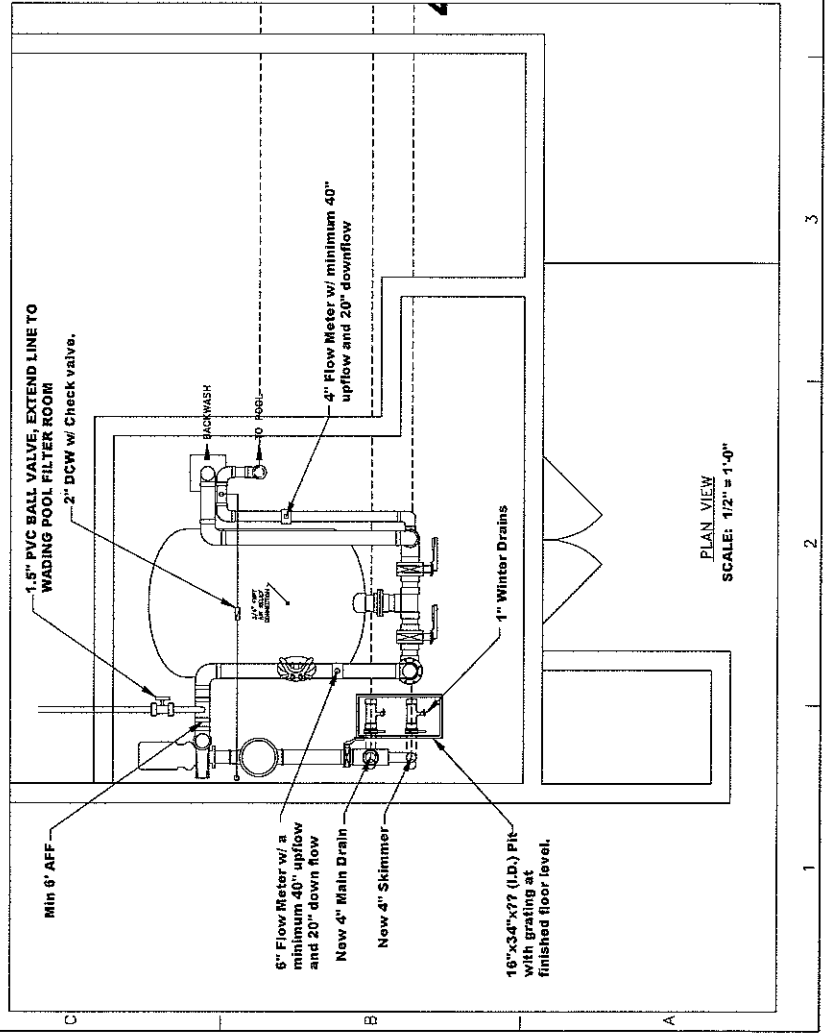 1.5" PVC BALL VALVE, EXTEND LINE TO
WADING POOL FILTER ROOM
2" DCW w/ Check valve.
Min 6' AFF
BACKWASH
TO POOL
4" Flow Meter w/ minimum 40"
upflow and 20" downflow
6" Flow Meter w/ a
minimum 40" upflow
and 20" down flow
New 4" Main Drain
New 4" Skimmer
1" Winter Drains
16"x34"x?? (I.D.) Pit
with grating at
finished floor level.
PLAN VIEW
SCALE: 1/2" = 1'-0"
C
B
A
1
2
3